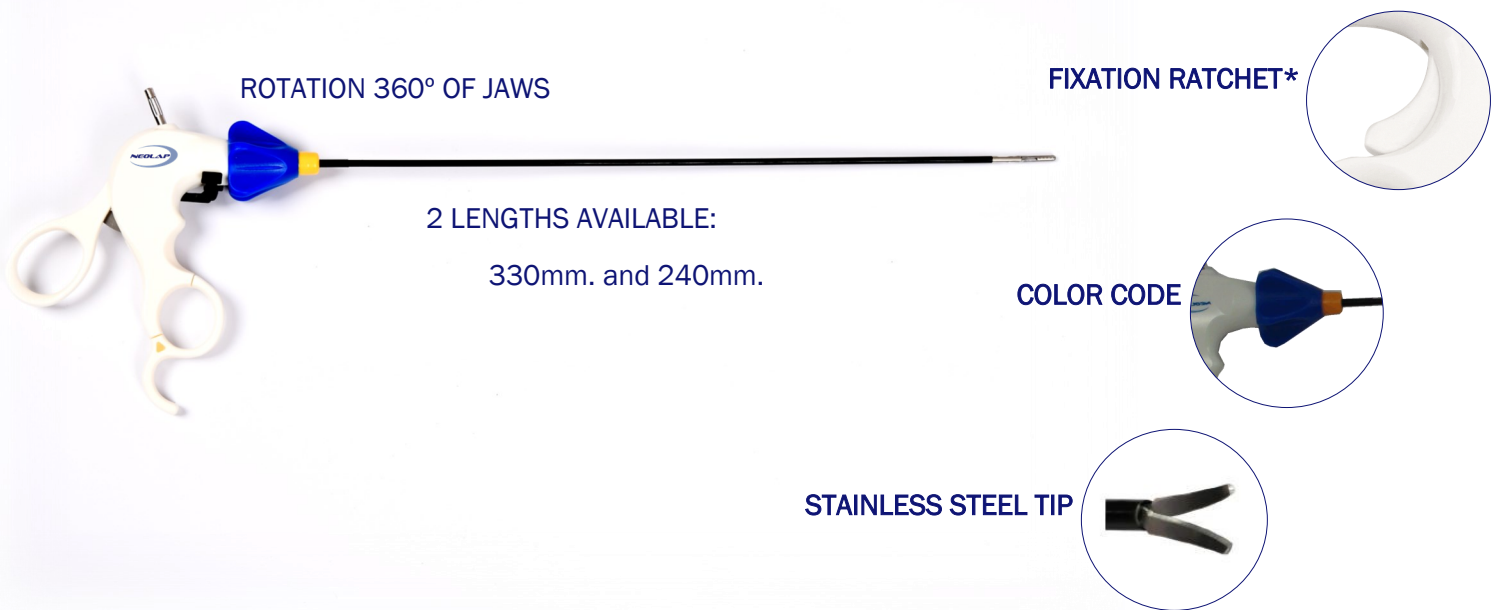 ROTATION 360º OF JAWS
FIXATION RATCHET*
NEOLAP
2 LENGTHS AVAILABLE:
330mm. and 240mm.
COLOR CODE
STAINLESS STEEL TIP